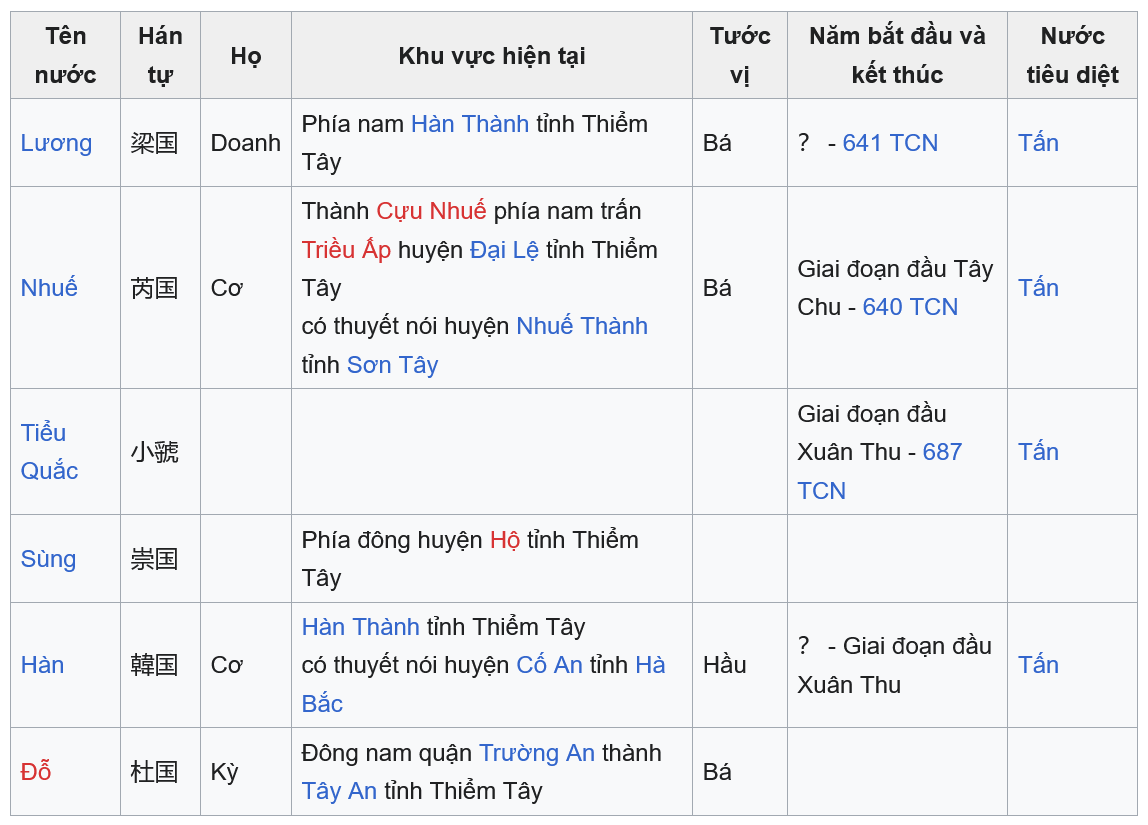 Tên nước Hán tự Họ Khu vực hiện tại Tước vị Năm bắt đầu và kết thúc Nước tiêu diệt
Lương 梁国 Doanh Phía nam Hàn Thành tỉnh Thiểm Tây Bá ? - 641 TCN Tấn
Nhuế 芮国 Cơ Thành Cựu Nhuế phía nam trấn Triều Ấp huyện Đại Lệ tỉnh Thiểm Tây có thuyết nói huyện Nhuế Thành tỉnh Sơn Tây Bá Giai đoạn đầu Tây Chu - 640 TCN Tấn
Tiểu Quắc 小虢 Giai đoạn đầu Xuân Thu - 687 TCN Tấn
Sùng 崇国 Phía đông huyện Hộ tỉnh Thiểm Tây
Hàn 韓国 Cơ Hàn Thành tỉnh Thiểm Tây có thuyết nói huyện Cố An tỉnh Hà Bắc Hầu ? - Giai đoạn đầu Xuân Thu Tấn
Đỗ 杜国 Kỳ Đông nam quận Trường An thành Tây An tỉnh Thiểm Tây Bá